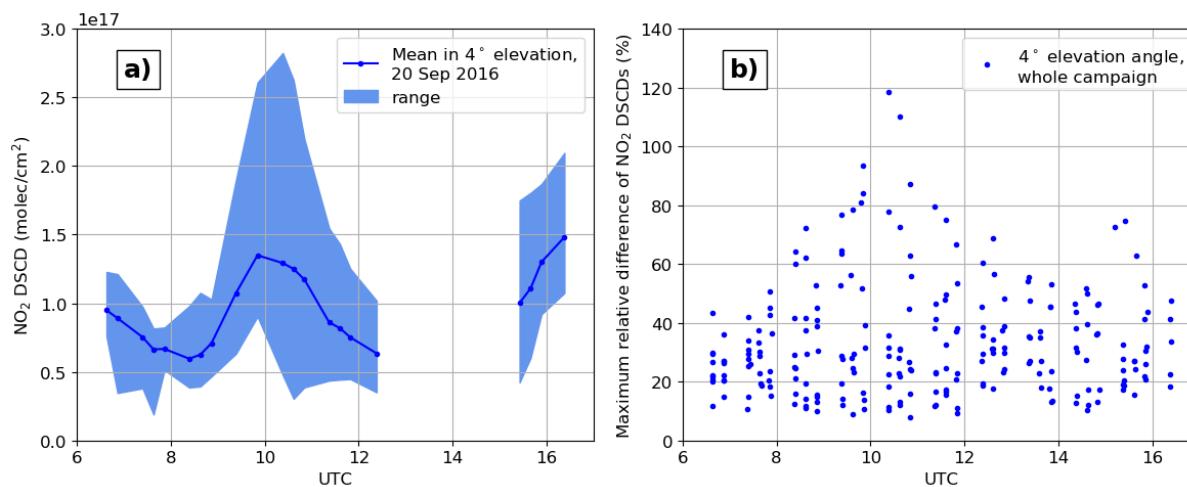 1e17
a)
Mean in 4° elevation,
20 Sep 2016
range
NO₂ DSCD (molec/cm²)
3.0
2.5
2.0
1.5
1.0
0.5
0.0
6 8 10 12 14 16
UTC
b)
4° elevation angle,
whole campaign
Maximum relative difference of NO₂ DSCDs (%)
140
120
100
80
60
40
20
0
6 8 10 12 14 16
UTC